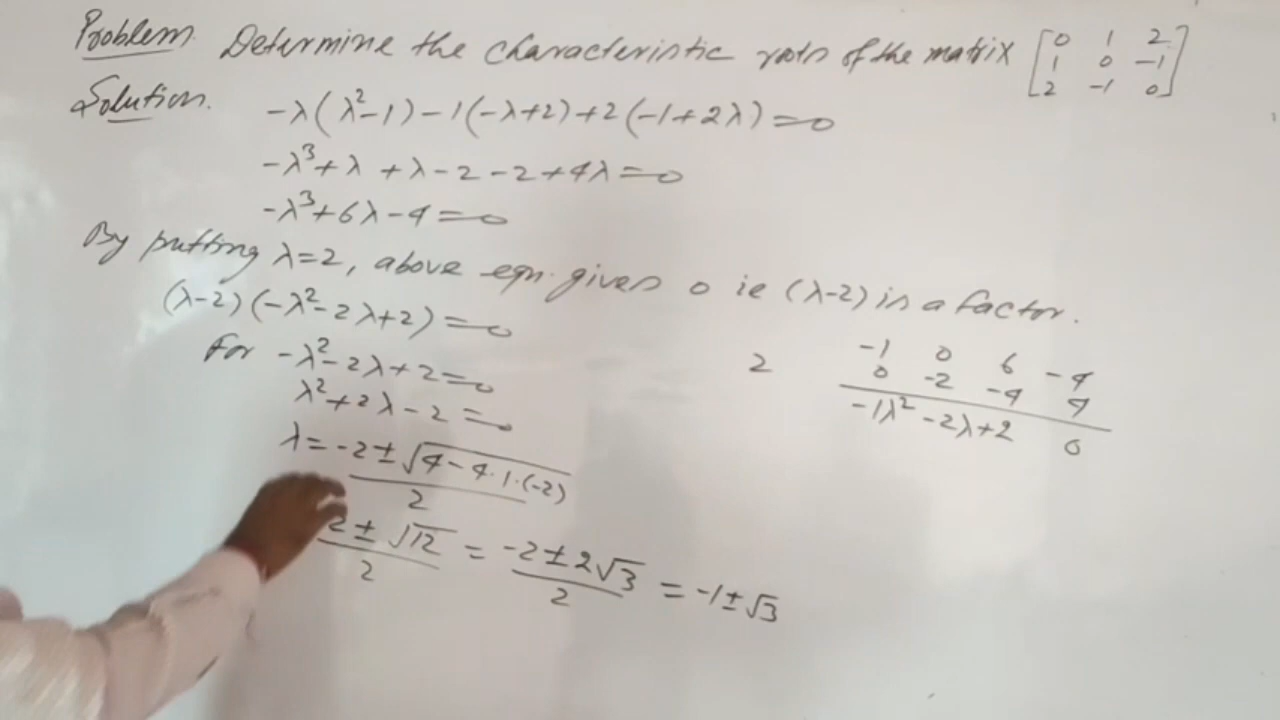 Problem. Determine the characteristic roots of the matrix [0 1 2
1 0 -1
2 -1 0]
Solution.
-λ(λ²-1)-1(-λ+2)+2(-1+2λ)=0
-λ³+λ+λ-2-2+4λ=0
-λ³+6λ-4=0
By putting λ=2, above eqn. gives 0 ie (λ-2) is a factor.
(λ-2)(-λ²-2λ+2)=0
For -λ²-2λ+2=0
λ²+2λ-2=0
λ=-2±√4-4.1.(-2)
2
2±√12 = -2±2√3 = -1±√3
2 2
2 -1 0 6 -4
0 -2 -4 4
-1λ²-2λ+2 0